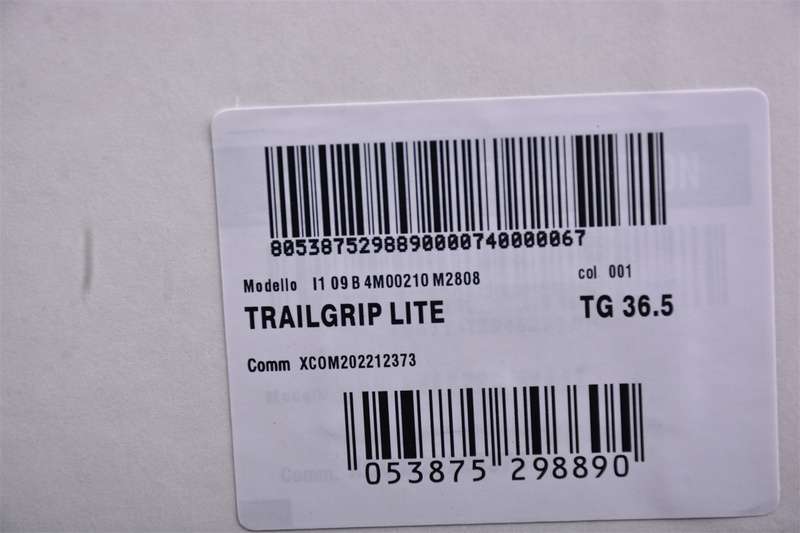 8053875298890000740000067
Modello I1 09 B 4M00210 M2808 col 001
TRAILGRIP LITE TG 36.5
Comm XCOM202212373
053875 298890